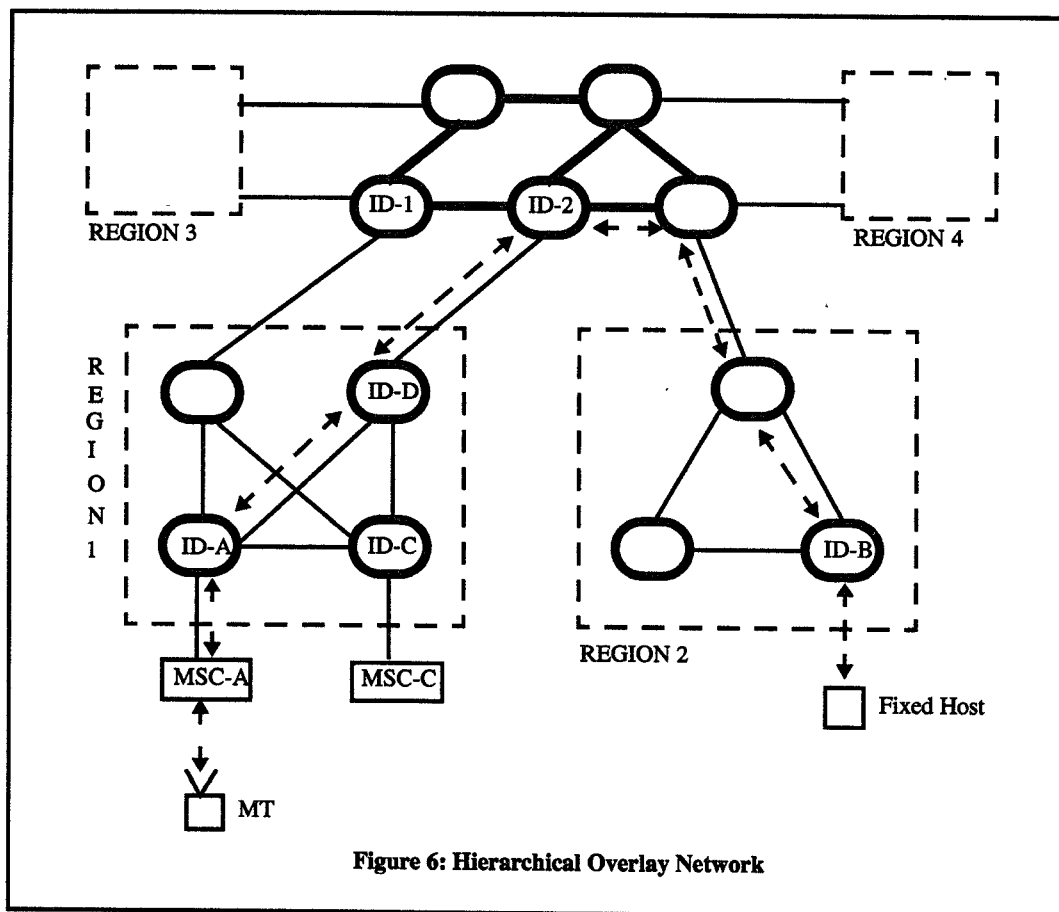 ID-1
ID-2
REGION 3
REGION 4
REGION 1
ID-D
ID-A
ID-C
ID-B
REGION 2
MSC-A
MSC-C
Fixed Host
MT
Figure 6: Hierarchical Overlay Network